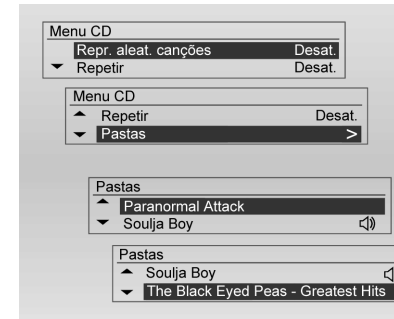 Menu CD
Repr. aleat. canções Desat.
Repetir Desat.
Menu CD
Repetir Desat.
Pastas >
Pastas
Paranormal Attack
Soulja Boy
Pastas
Soulja Boy
The Black Eyed Peas - Greatest Hits